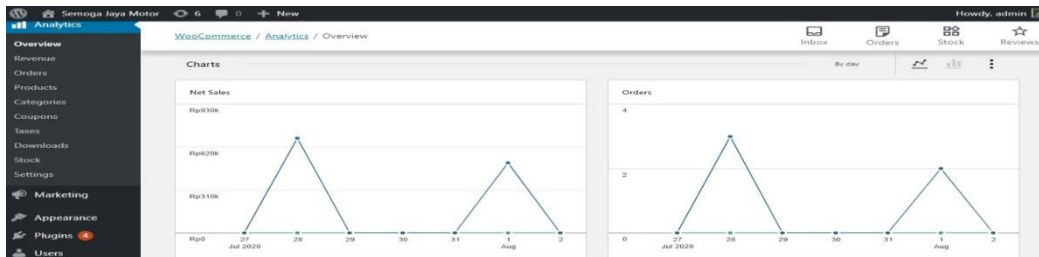 Semoga Jaya Motor 6 0 + New Howdy, admin
Analytics
WooCommerce / Analytics / Overview
Inbox Orders Stock Reviews
Overview
Revenue
Orders
Products
Categories
Coupons
Taxes
Downloads
Stock
Settings
Marketing
Appearance
Plugins 4
Users
Charts By day
Net Sales
Rp930k
Rp620k
Rp310k
Rp0 27 28 29 30 31 1 2
Jul 2020 Aug
Orders
4
2
0 27 28 29 30 31 1 2
Jul 2020 Aug